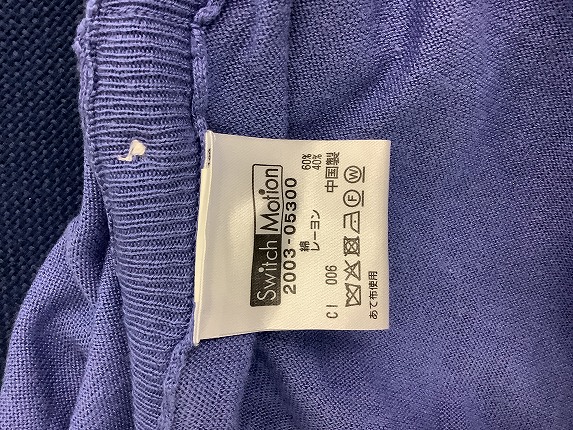 Switch Motion
2003-05300
綿 60%
レーヨン 40%
中国製
CI 006
あて布使用